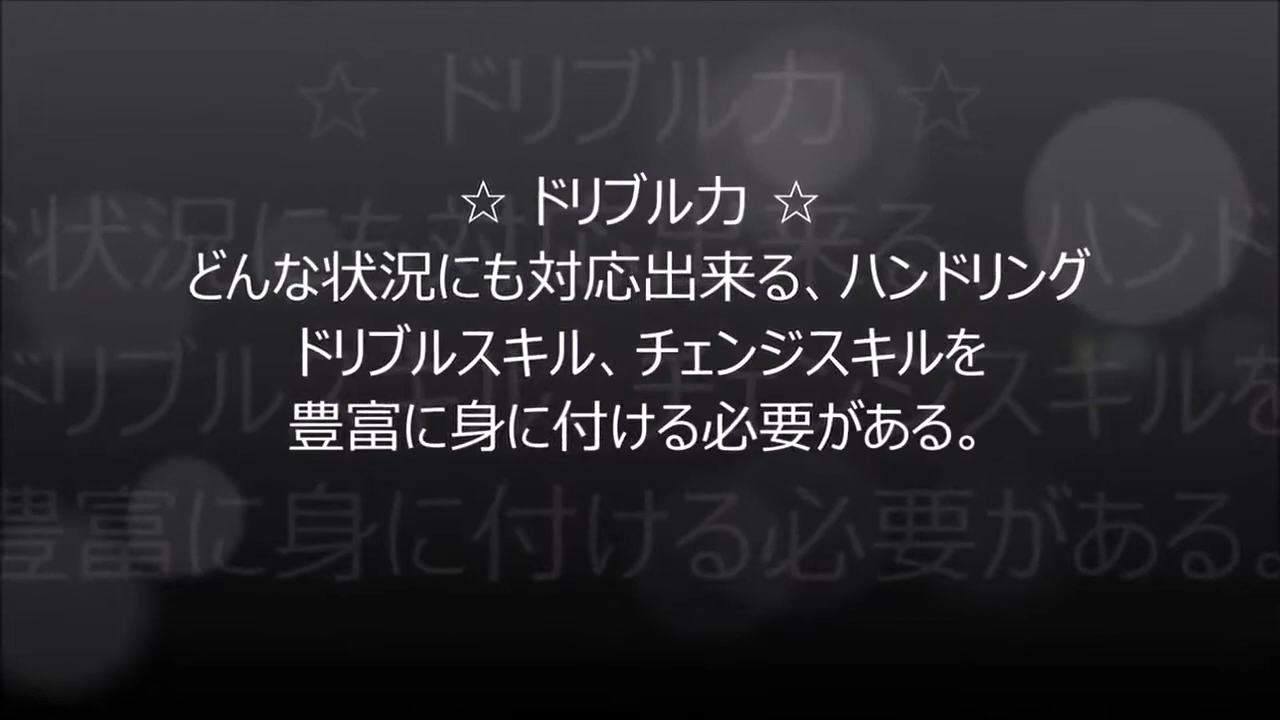 ☆ ドリブル力 ☆
どんな状況にも対応出来る、ハンドリング
ドリブルスキル、チェンジスキルを
豊富に身に付ける必要がある。